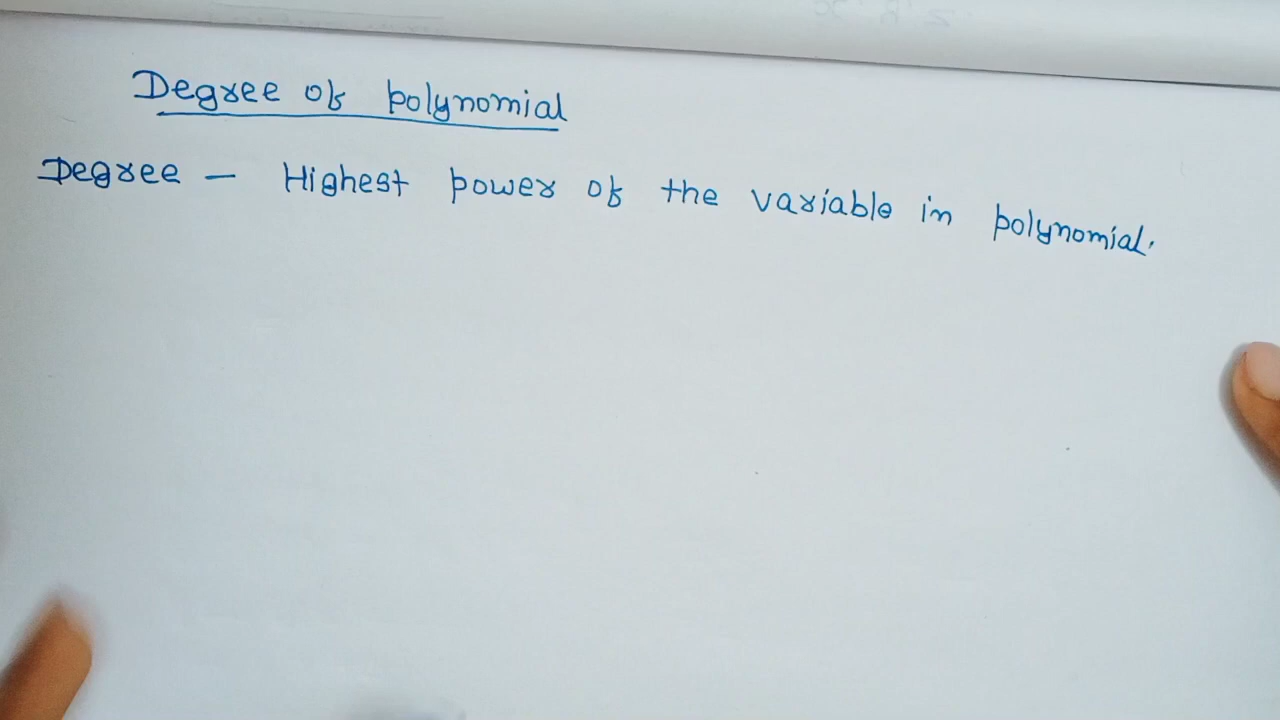 Degree of polynomial
Degree - Highest power of the variable in polynomial.